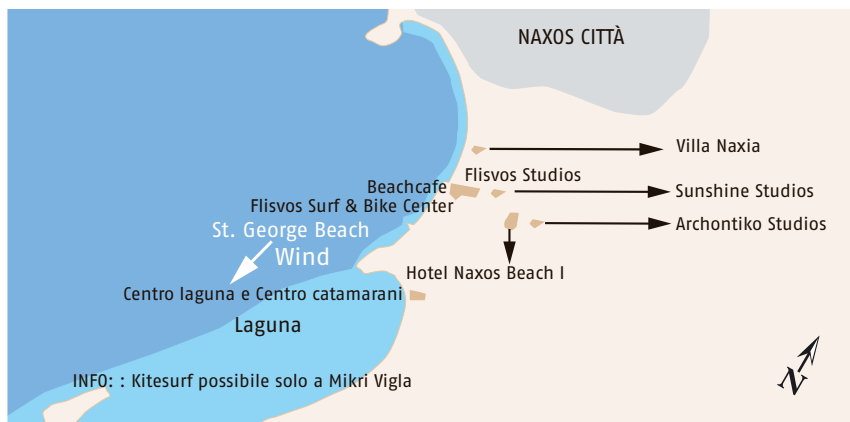 NAXOS CITTÀ
Villa Naxia
Flisvos Studios
Beachcafe
Sunshine Studios
Flisvos Surf & Bike Center
Archontiko Studios
St. George Beach
Wind
Hotel Naxos Beach I
Centro laguna e Centro catamarani
Laguna
INFO: : Kitesurf possibile solo a Mikri Vigla
N